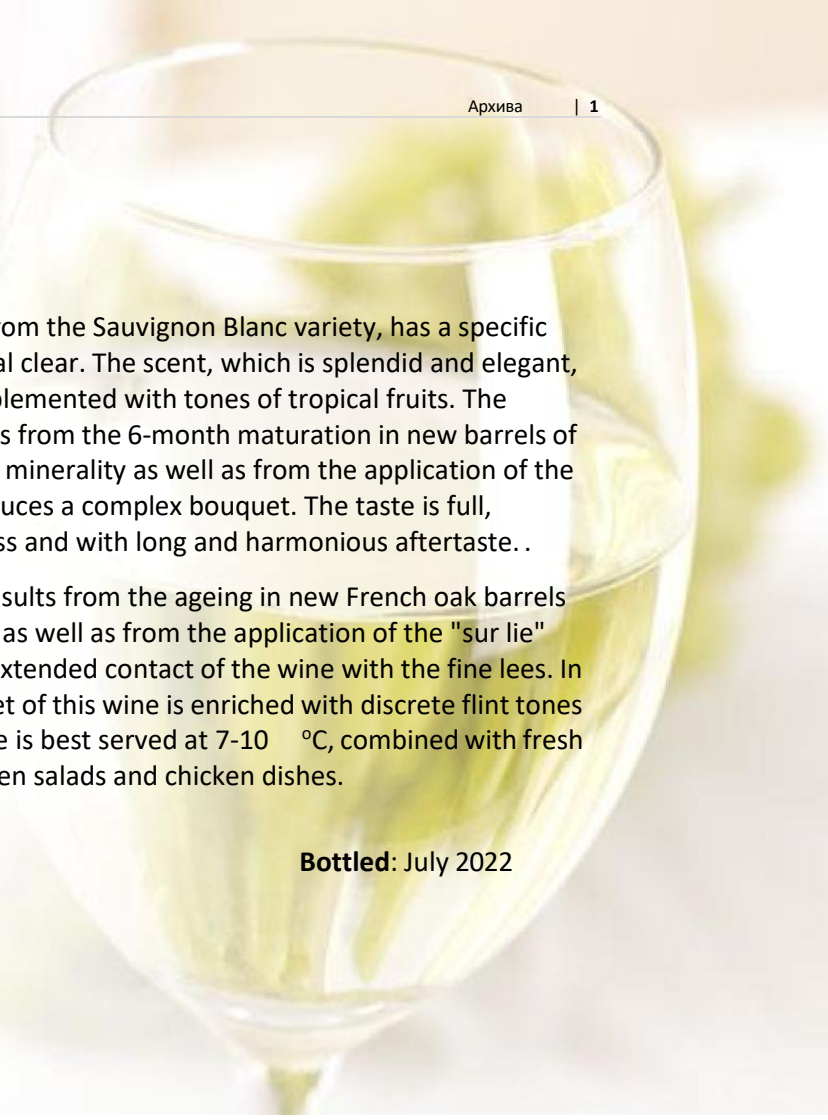 Архива | 1
rom the Sauvignon Blanc variety, has a specific
al clear. The scent, which is splendid and elegant,
plemented with tones of tropical fruits. The
s from the 6-month maturation in new barrels of
minerality as well as from the application of the
uces a complex bouquet. The taste is full,
ss and with long and harmonious aftertaste. .
sults from the ageing in new French oak barrels
as well as from the application of the "sur lie"
xtended contact of the wine with the fine lees. In
et of this wine is enriched with discrete flint tones
e is best served at 7-10 ºC, combined with fresh
en salads and chicken dishes.
Bottled: July 2022